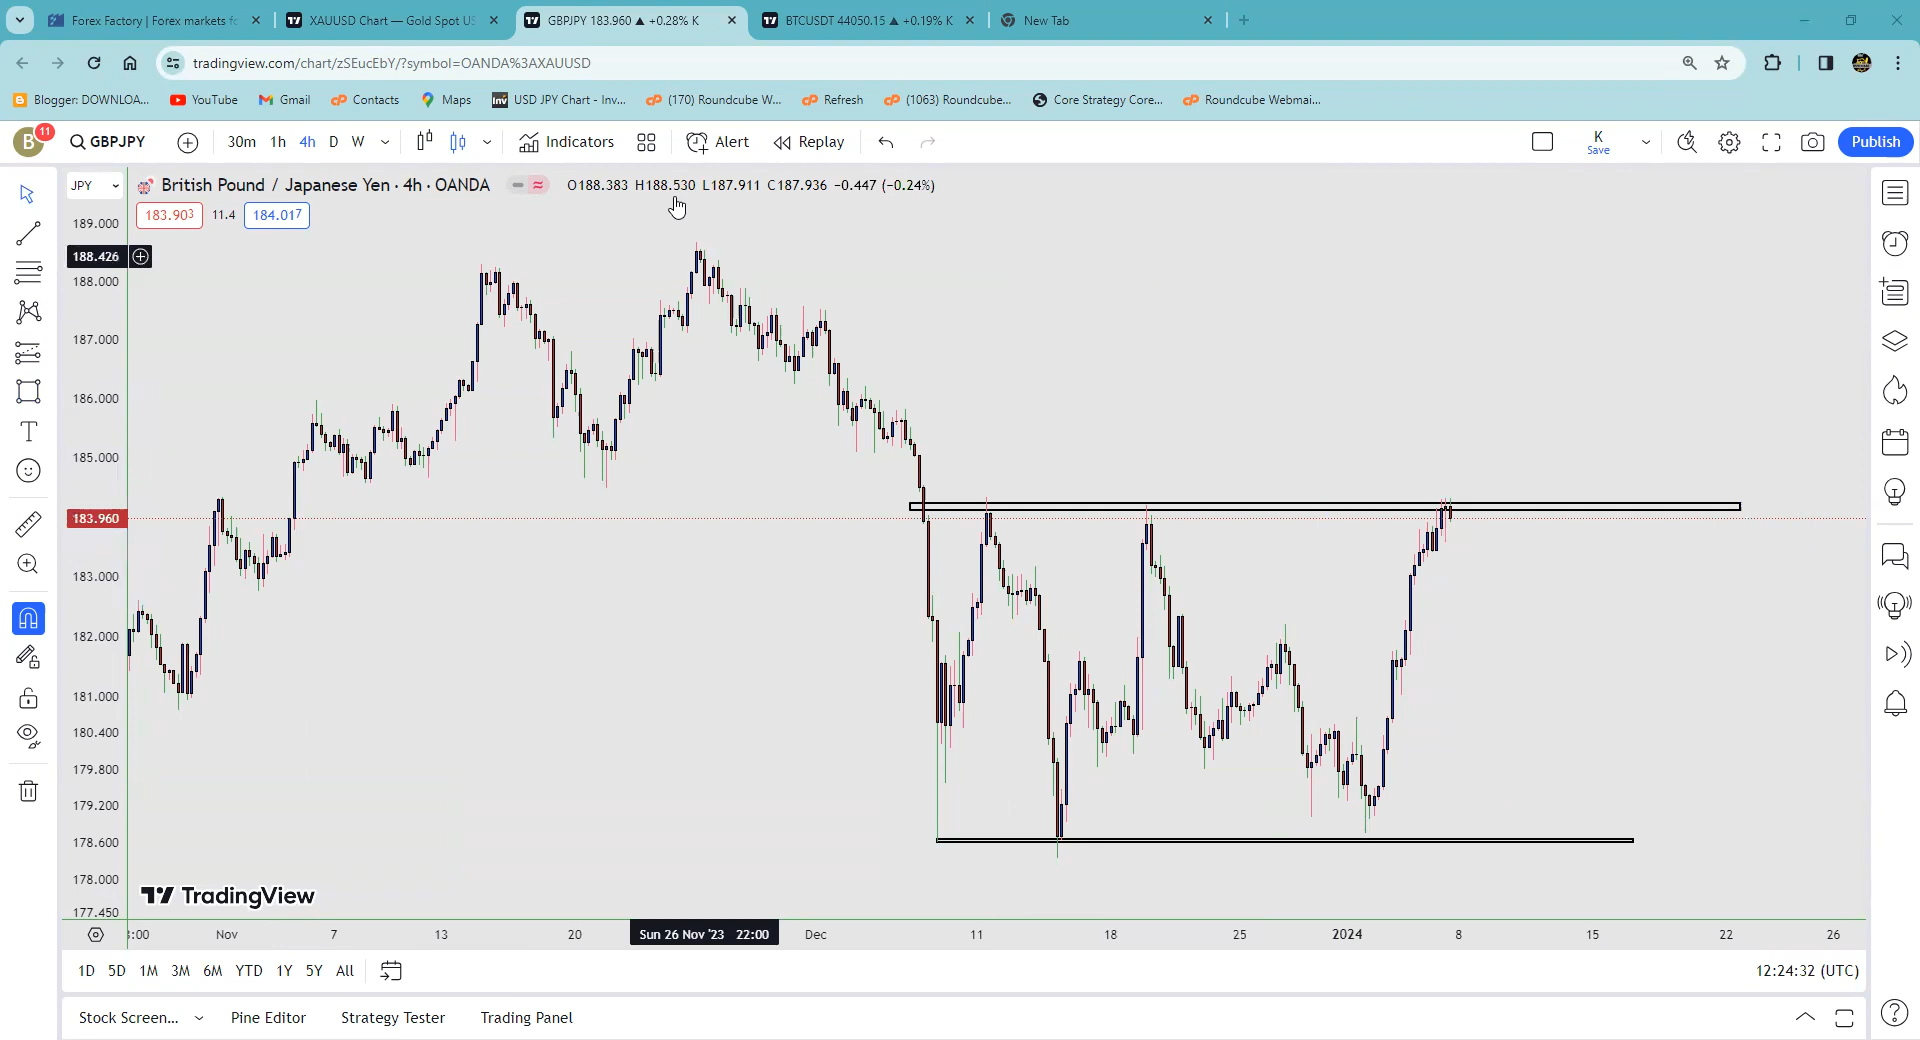 Forex Factory | Forex markets fo
XAUUSD Chart — Gold Spot US
GBPJPY 183.960 ▲ +0.28% K
BTCUSDT 44050.15 ▲ +0.19% K
New Tab
tradingview.com/chart/zSEucEbY/?symbol=OANDA%3AXAUUSD
Blogger: DOWNLOA...
YouTube
Gmail
Contacts
Maps
USD JPY Chart - Inv...
(170) Roundcube W...
Refresh
(1063) Roundcube...
Core Strategy Core...
Roundcube Webmai...
B
11
GBPJPY
30m 1h 4h D W
Indicators
Alert
Replay
K
Save
Publish
JPY
British Pound / Japanese Yen · 4h · OANDA
O188.383 H188.530 L187.911 C187.936 −0.447 (−0.24%)
183.903 11.4 184.017
189.000
188.426
188.000
187.000
186.000
185.000
183.960
183.000
182.000
181.000
180.400
179.800
179.200
178.600
178.000
177.450
TradingView
:00 Nov 7 13 20 Sun 26 Nov '23 22:00 Dec 11 18 25 2024 8 15 22 26
1D 5D 1M 3M 6M YTD 1Y 5Y All
12:24:32 (UTC)
Stock Screen... Pine Editor Strategy Tester Trading Panel